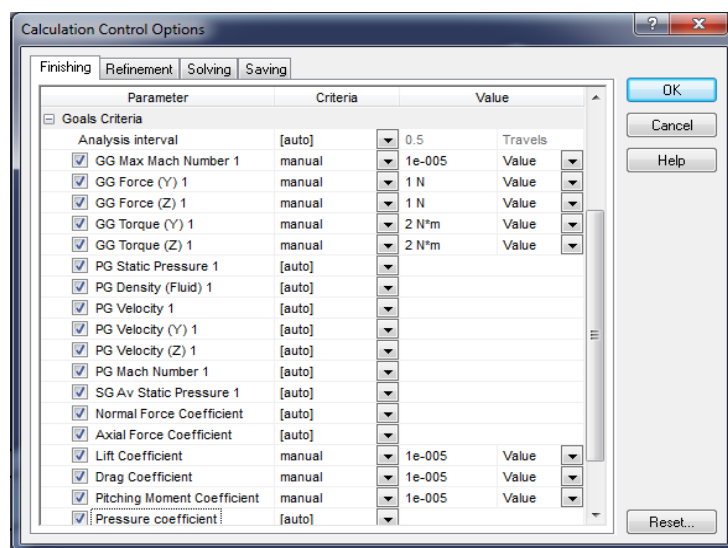 Calculation Control Options
Finishing Refinement Solving Saving
Parameter Criteria Value
Goals Criteria
Analysis interval [auto] 0.5 Travels
GG Max Mach Number 1 manual 1e-005 Value
GG Force (Y) 1 manual 1 N Value
GG Force (Z) 1 manual 1 N Value
GG Torque (Y) 1 manual 2 N*m Value
GG Torque (Z) 1 manual 2 N*m Value
PG Static Pressure 1 [auto]
PG Density (Fluid) 1 [auto]
PG Velocity 1 [auto]
PG Velocity (Y) 1 [auto]
PG Velocity (Z) 1 [auto]
PG Mach Number 1 [auto]
SG Av Static Pressure 1 [auto]
Normal Force Coefficient [auto]
Axial Force Coefficient [auto]
Lift Coefficient manual 1e-005 Value
Drag Coefficient manual 1e-005 Value
Pitching Moment Coefficient manual 1e-005 Value
Pressure coefficient [auto]
OK
Cancel
Help
Reset...